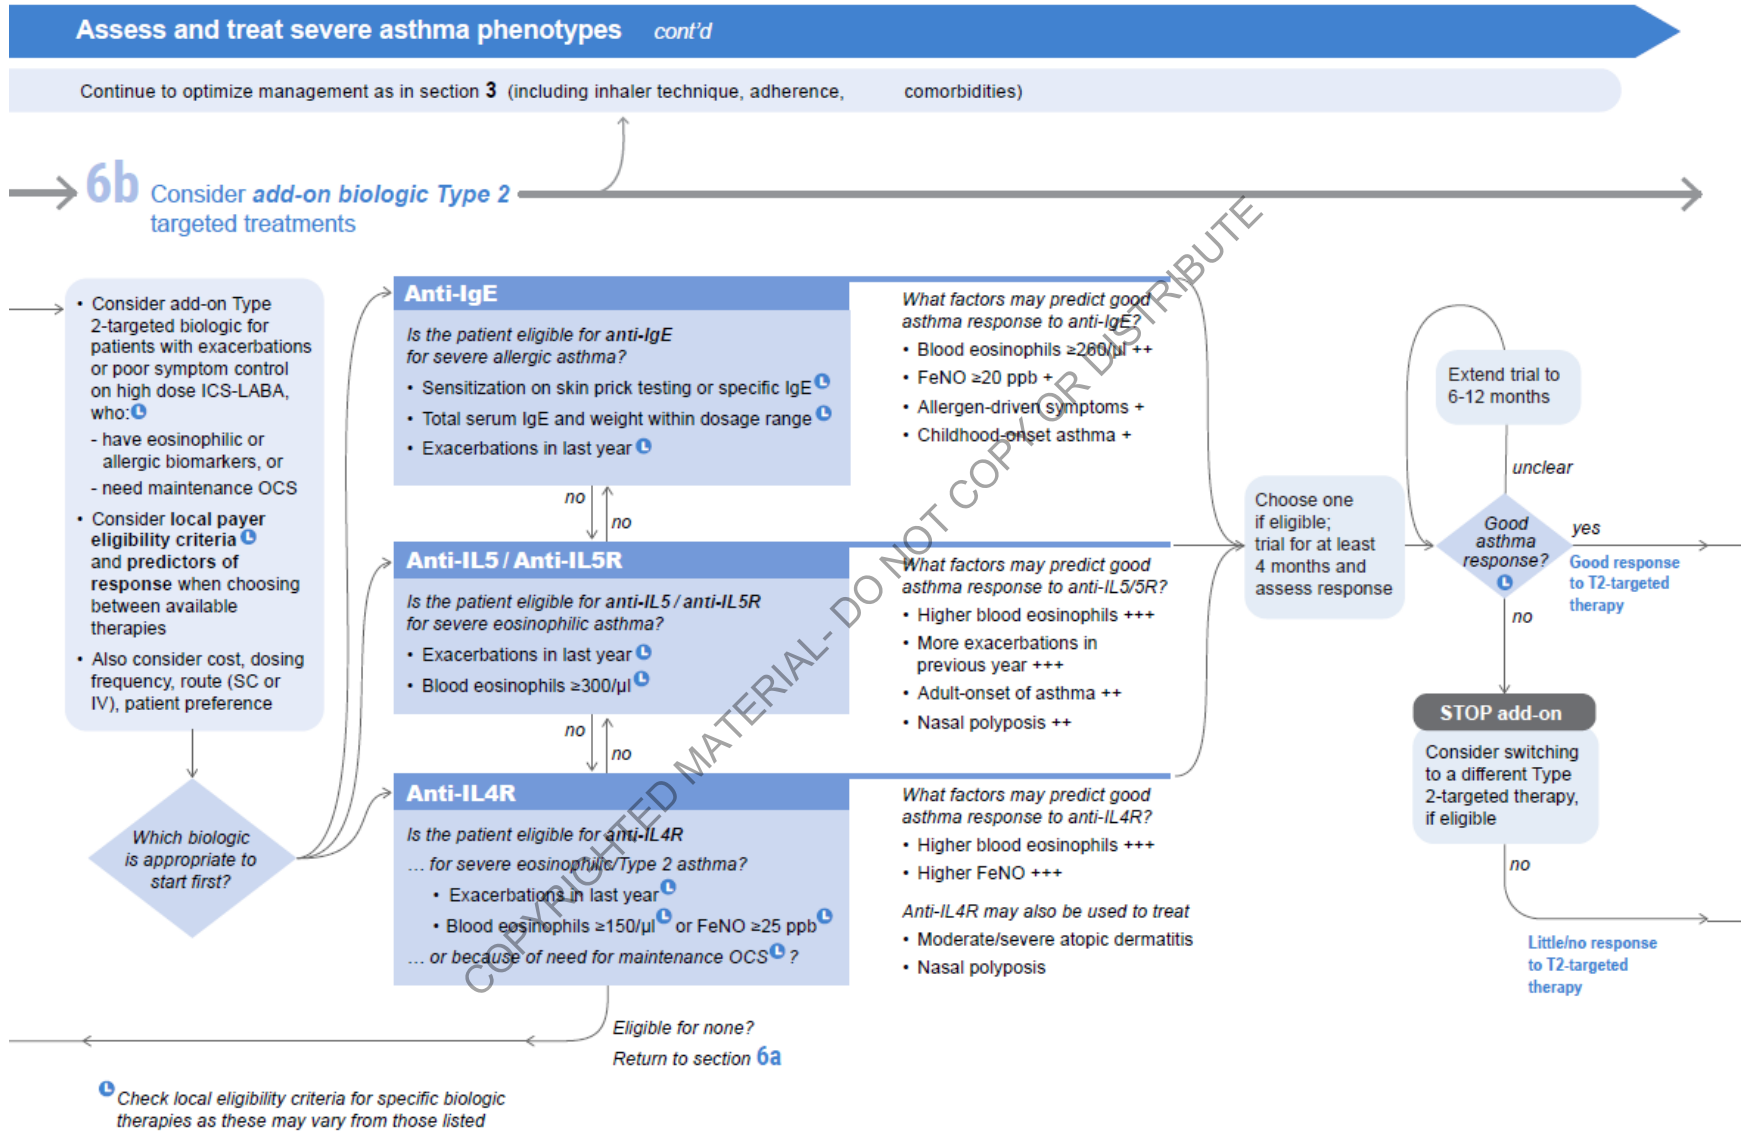 Assess and treat severe asthma phenotypes cont'd
Continue to optimize management as in section 3 (including inhaler technique, adherence, comorbidities)
6b Consider add-on biologic Type 2
targeted treatments
• Consider add-on Type
2-targeted biologic for
patients with exacerbations
or poor symptom control
on high dose ICS-LABA,
who: L
- have eosinophilic or
allergic biomarkers, or
- need maintenance OCS
• Consider local payer
eligibility criteria L
and predictors of
response when choosing
between available
therapies
• Also consider cost, dosing
frequency, route (SC or
IV), patient preference
Which biologic
is appropriate to
start first?
Anti-IgE
Is the patient eligible for anti-IgE
for severe allergic asthma?
• Sensitization on skin prick testing or specific IgE L
• Total serum IgE and weight within dosage range L
• Exacerbations in last year L
What factors may predict good
asthma response to anti-IgE?
• Blood eosinophils ≥260/µl ++
• FeNO ≥20 ppb +
• Allergen-driven symptoms +
• Childhood-onset asthma +
no
no
Anti-IL5 / Anti-IL5R
Is the patient eligible for anti-IL5 / anti-IL5R
for severe eosinophilic asthma?
• Exacerbations in last year L
• Blood eosinophils ≥300/µl L
What factors may predict good
asthma response to anti-IL5/5R?
• Higher blood eosinophils +++
• More exacerbations in
previous year +++
• Adult-onset of asthma ++
• Nasal polyposis ++
no
no
Anti-IL4R
Is the patient eligible for anti-IL4R
... for severe eosinophilic/Type 2 asthma?
• Exacerbations in last year L
• Blood eosinophils ≥150/µl L or FeNO ≥25 ppb L
... or because of need for maintenance OCS L ?
What factors may predict good
asthma response to anti-IL4R?
• Higher blood eosinophils +++
• Higher FeNO +++
Anti-IL4R may also be used to treat
• Moderate/severe atopic dermatitis
• Nasal polyposis
Eligible for none?
Return to section 6a
Choose one
if eligible;
trial for at least
4 months and
assess response
Extend trial to
6-12 months
unclear
Good
asthma
response?
L
yes
Good response
to T2-targeted
therapy
no
STOP add-on
Consider switching
to a different Type
2-targeted therapy,
if eligible
no
Little/no response
to T2-targeted
therapy
L Check local eligibility criteria for specific biologic
therapies as these may vary from those listed
COPYRIGHTED MATERIAL- DO NOT COPY OR DISTRIBUTE